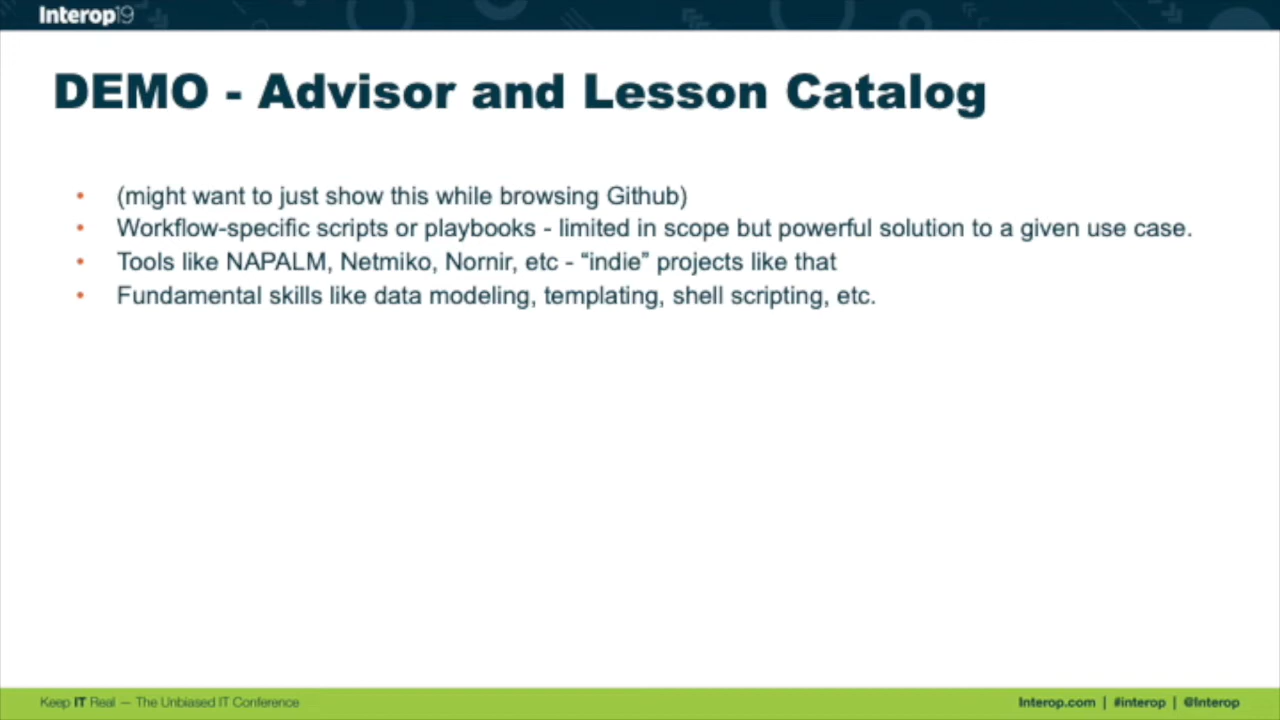 Interop19
DEMO - Advisor and Lesson Catalog
• (might want to just show this while browsing Github)
• Workflow-specific scripts or playbooks - limited in scope but powerful solution to a given use case.
• Tools like NAPALM, Netmiko, Nornir, etc - “indie” projects like that
• Fundamental skills like data modeling, templating, shell scripting, etc.
Keep IT Real — The Unbiased IT Conference
Interop.com | #interop | @Interop